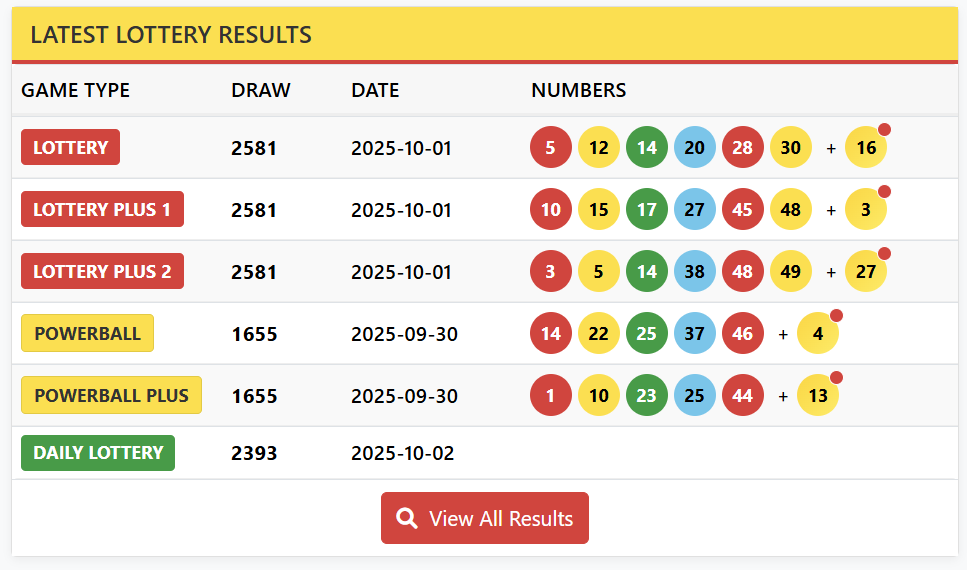 LATEST LOTTERY RESULTS
GAME TYPE DRAW DATE NUMBERS
LOTTERY 2581 2025-10-01 5 12 14 20 28 30 + 16
LOTTERY PLUS 1 2581 2025-10-01 10 15 17 27 45 48 + 3
LOTTERY PLUS 2 2581 2025-10-01 3 5 14 38 48 49 + 27
POWERBALL 1655 2025-09-30 14 22 25 37 46 + 4
POWERBALL PLUS 1655 2025-09-30 1 10 23 25 44 + 13
DAILY LOTTERY 2393 2025-10-02
View All Results